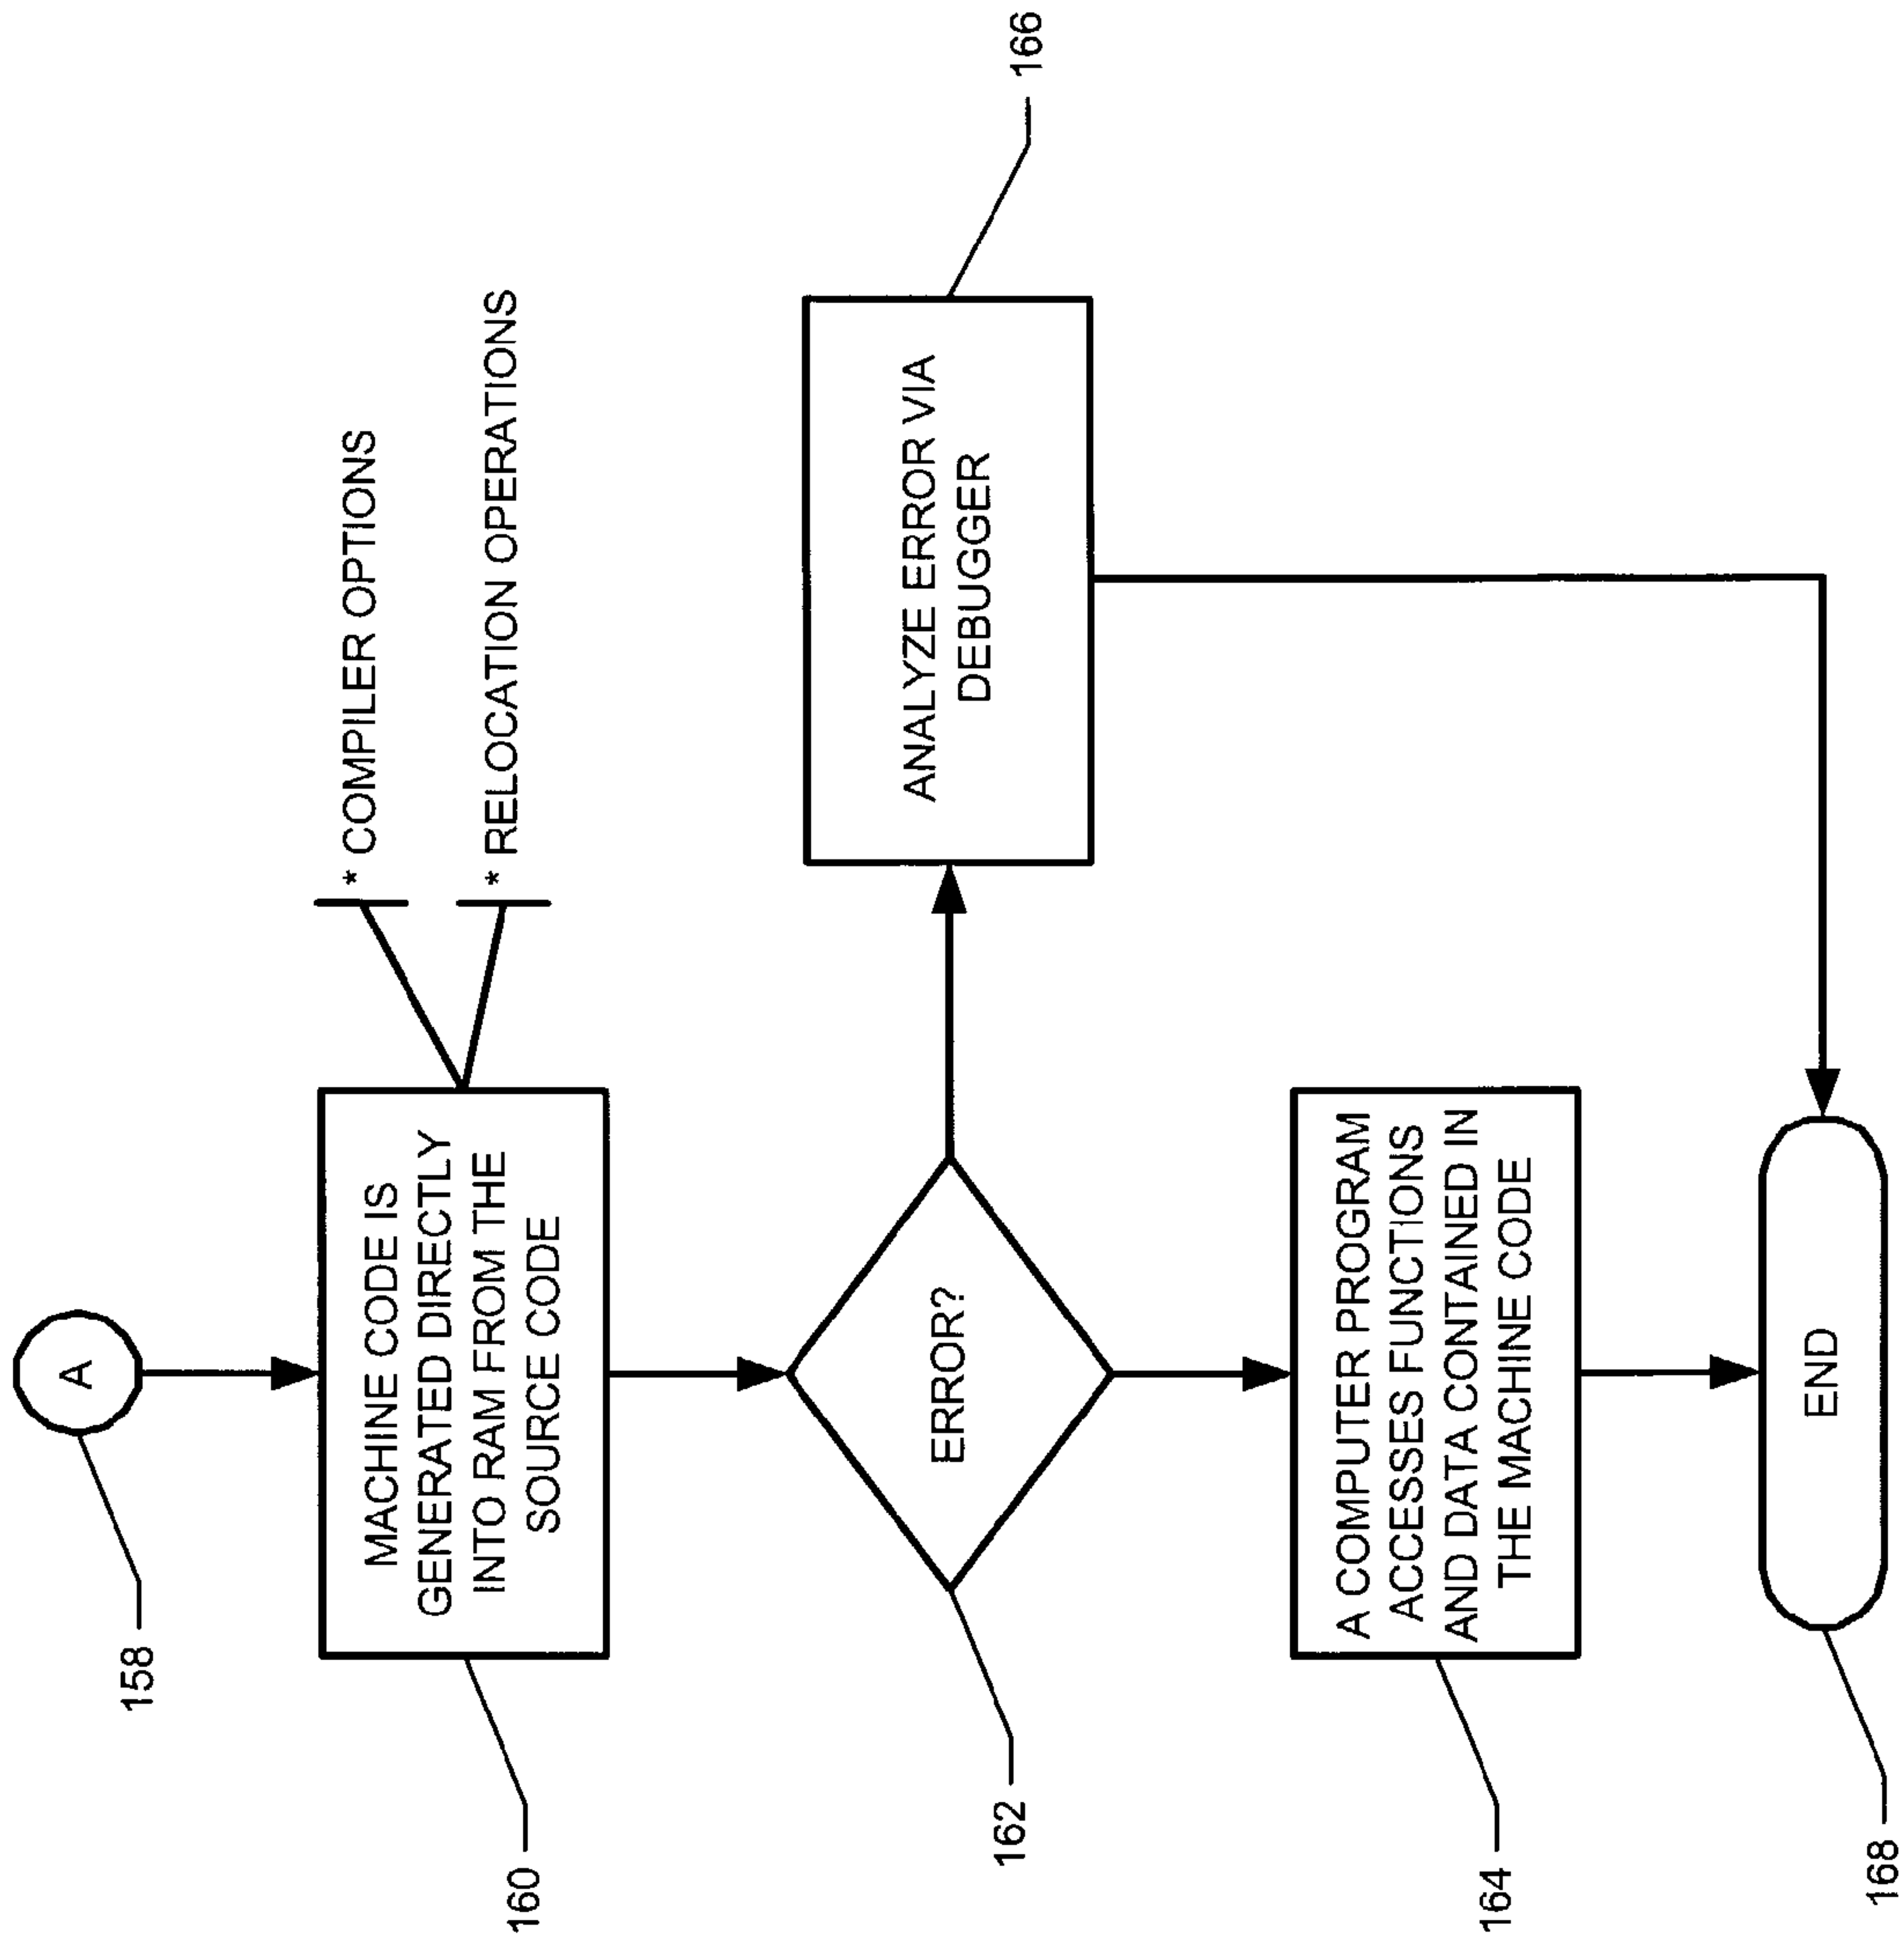 A
158
MACHINE CODE IS
GENERATED DIRECTLY
INTO RAM FROM THE
SOURCE CODE
160
* COMPILER OPTIONS
* RELOCATION OPERATIONS
ERROR?
162
ANALYZE ERROR VIA
DEBUGGER
166
A COMPUTER PROGRAM
ACCESSES FUNCTIONS
AND DATA CONTAINED IN
THE MACHINE CODE
164
END
168